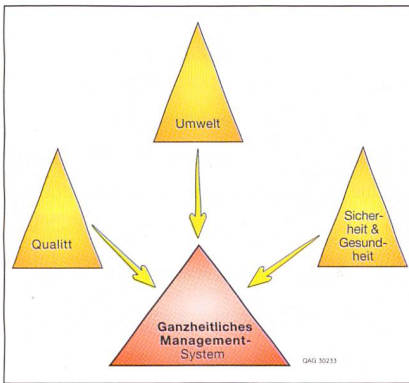 Umwelt
Qualitt
Sicher-
heit &
Gesund-
heit
Ganzheitliches
Management-
System
QAG 30233